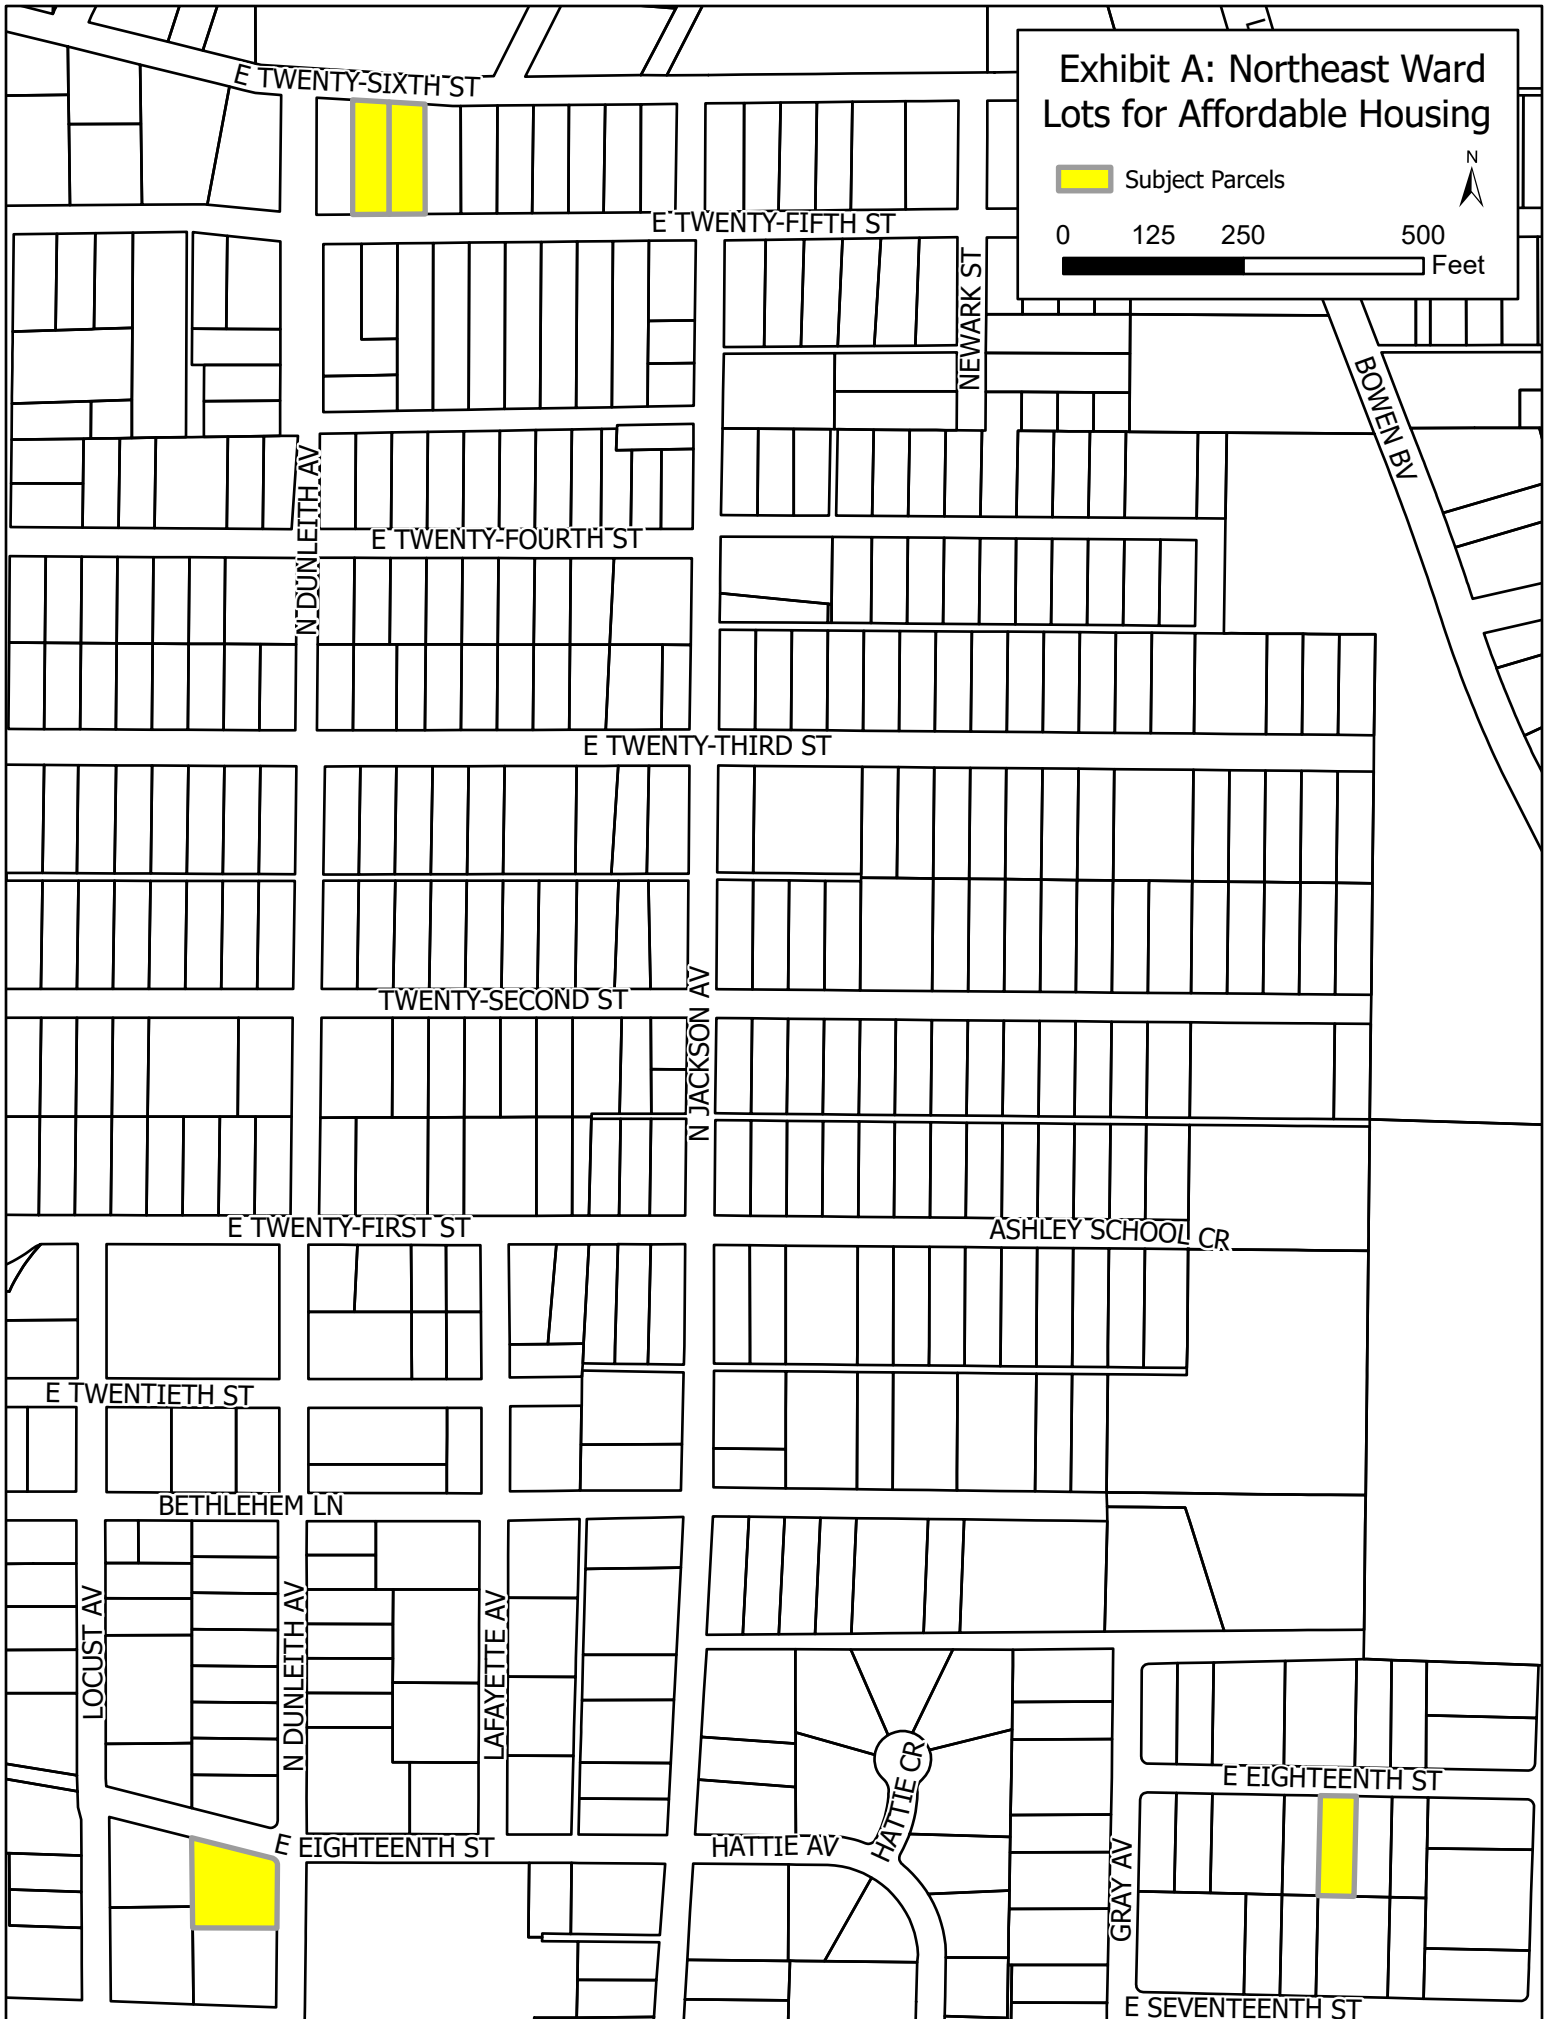 E TWENTY-SIXTH ST
Exhibit A: Northeast Ward
Lots for Affordable Housing
Subject Parcels
N
0 125 250 500
Feet
E TWENTY-FIFTH ST
NEWARK ST
BOWEN BV
N DUNLEITH AV
E TWENTY-FOURTH ST
E TWENTY-THIRD ST
TWENTY-SECOND ST
N JACKSON AV
E TWENTY-FIRST ST
ASHLEY SCHOOL CR
E TWENTIETH ST
BETHLEHEM LN
LOCUST AV
N DUNLEITH AV
LAFAYETTE AV
HATTIE CR
E EIGHTEENTH ST
E EIGHTEENTH ST
HATTIE AV
GRAY AV
E SEVENTEENTH ST